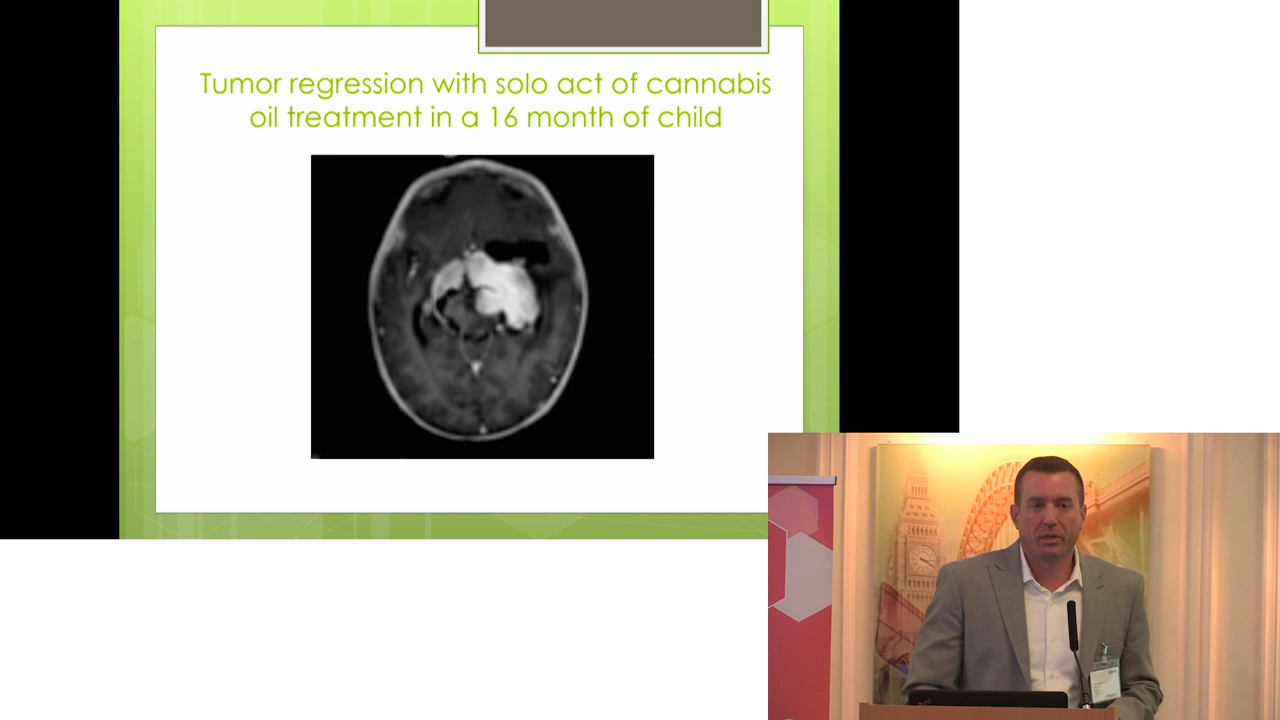 Tumor regression with solo act of cannabis
oil treatment in a 16 month of child